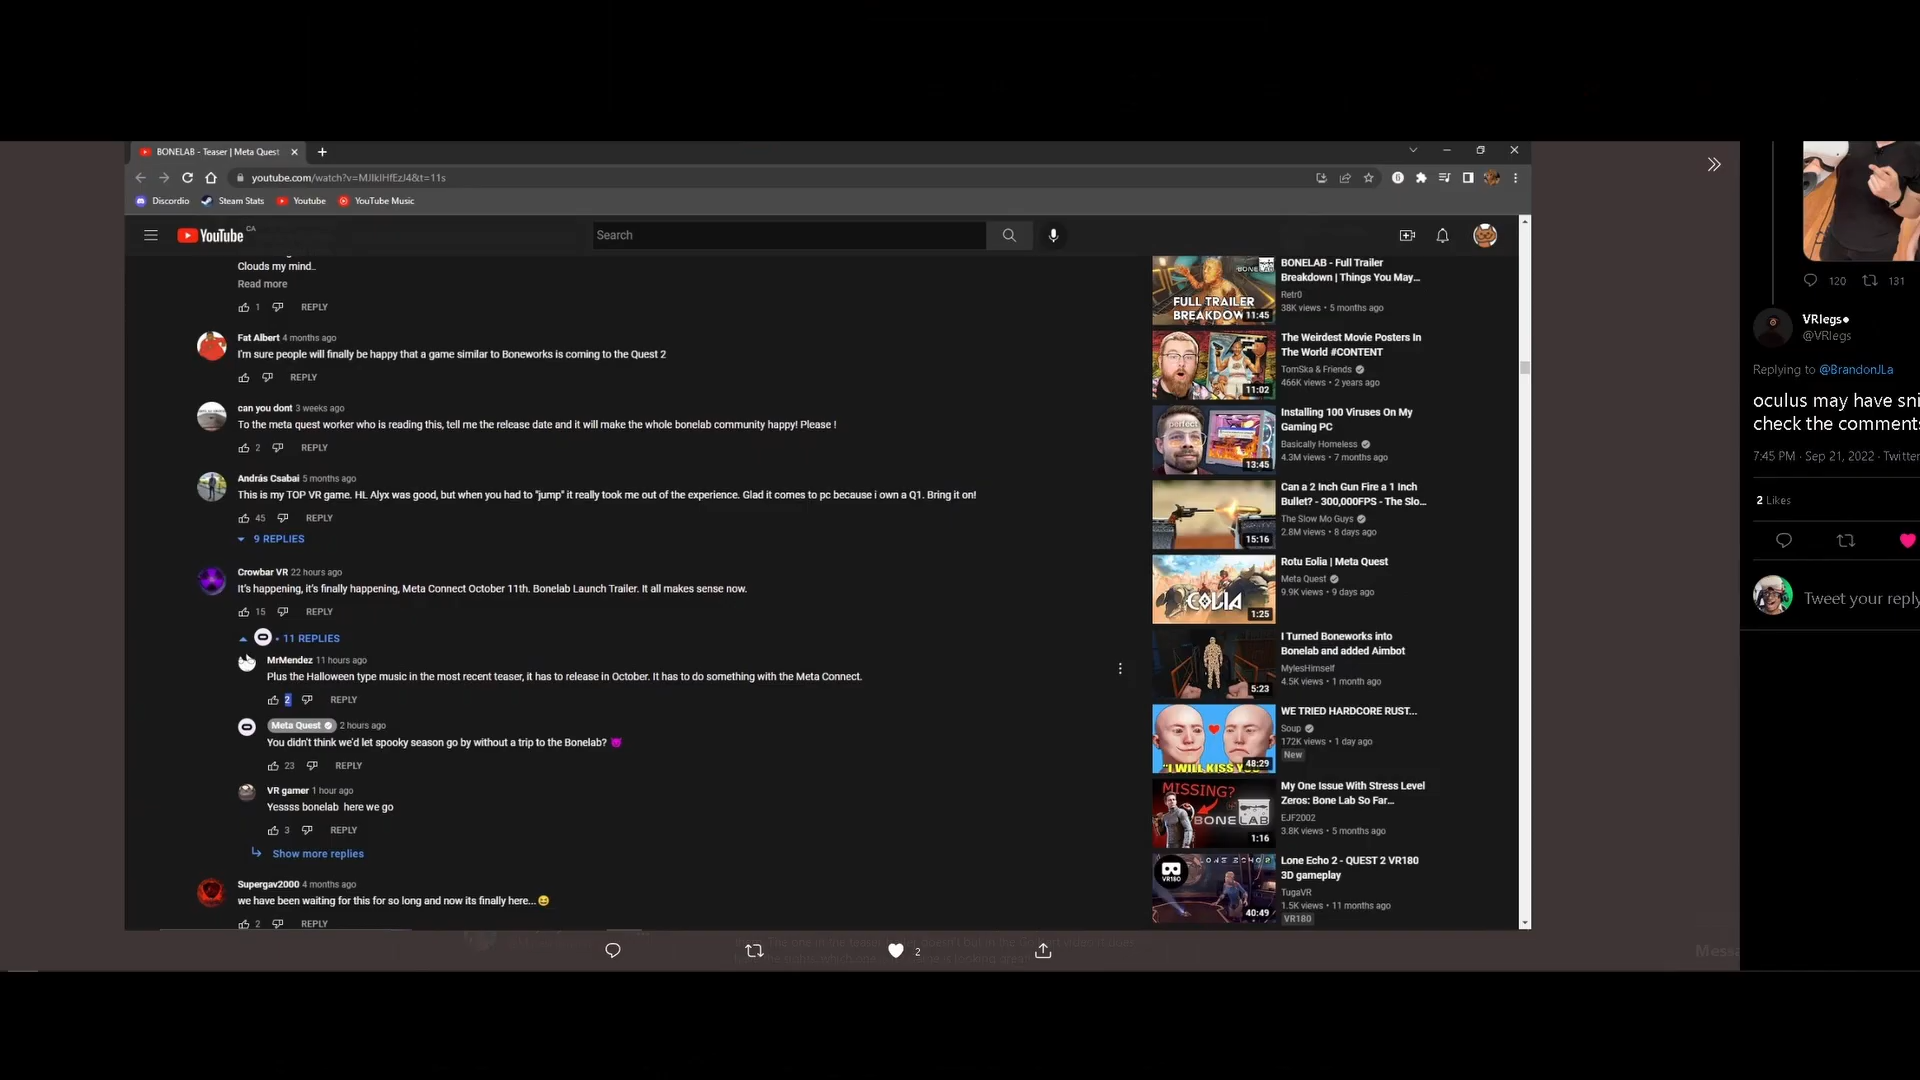 BONELAB - Teaser | Meta Quest
youtube.com/watch?v=MJIkIHfEzJ4&t=11s
Discordio
Steam Stats
Youtube
YouTube Music
YouTube
CA
Search
Clouds my mind..
Read more
1
REPLY
Fat Albert 4 months ago
I'm sure people will finally be happy that a game similar to Boneworks is coming to the Quest 2
REPLY
can you dont 3 weeks ago
To the meta quest worker who is reading this, tell me the release date and it will make the whole bonelab community happy! Please !
2
REPLY
András Csabai 5 months ago
This is my TOP VR game. HL Alyx was good, but when you had to "jump" it really took me out of the experience. Glad it comes to pc because i own a Q1. Bring it on!
45
REPLY
9 REPLIES
Crowbar VR 22 hours ago
It's happening, it's finally happening, Meta Connect October 11th. Bonelab Launch Trailer. It all makes sense now.
15
REPLY
• 11 REPLIES
MrMendez 11 hours ago
Plus the Halloween type music in the most recent teaser, it has to release in October. It has to do something with the Meta Connect.
2
REPLY
Meta Quest 2 hours ago
You didn't think we'd let spooky season go by without a trip to the Bonelab? 😈
23
REPLY
VR gamer 1 hour ago
Yessss bonelab here we go
3
REPLY
Show more replies
Supergav2000 4 months ago
we have been waiting for this for so long and now its finally here... 😆
2
REPLY
BONELAB
FULL TRAILER
BREAKDOWN
11:45
BONELAB - Full Trailer
Breakdown | Things You May...
Retr0
38K views • 5 months ago
11:02
The Weirdest Movie Posters In
The World #CONTENT
TomSka & Friends
466K views • 2 years ago
perfect
13:45
Installing 100 Viruses On My
Gaming PC
Basically Homeless
4.3M views • 7 months ago
15:16
Can a 2 Inch Gun Fire a 1 Inch
Bullet? - 300,000FPS - The Slo...
The Slow Mo Guys
2.8M views • 8 days ago
EOLIA
1:25
Rotu Eolia | Meta Quest
Meta Quest
9.9K views • 9 days ago
5:23
I Turned Boneworks into
Bonelab and added Aimbot
MylesHimself
4.5K views • 1 month ago
"I WILL KISS YOU
48:29
WE TRIED HARDCORE RUST...
Soup
172K views • 1 day ago
New
MISSING?
BONELAB
1:16
My One Issue With Stress Level
Zeros: Bone Lab So Far...
EJF2002
3.8K views • 5 months ago
LONE ECHO 2
VR180
40:49
Lone Echo 2 - QUEST 2 VR180
3D gameplay
TugaVR
1.5K views • 11 months ago
VR180
2
120
131
VRlegs●
@VRlegs
Replying to @BrandonJLa
oculus may have sni
check the comments
7:45 PM · Sep 21, 2022 · Twitter
2 Likes
Tweet your reply
Messa